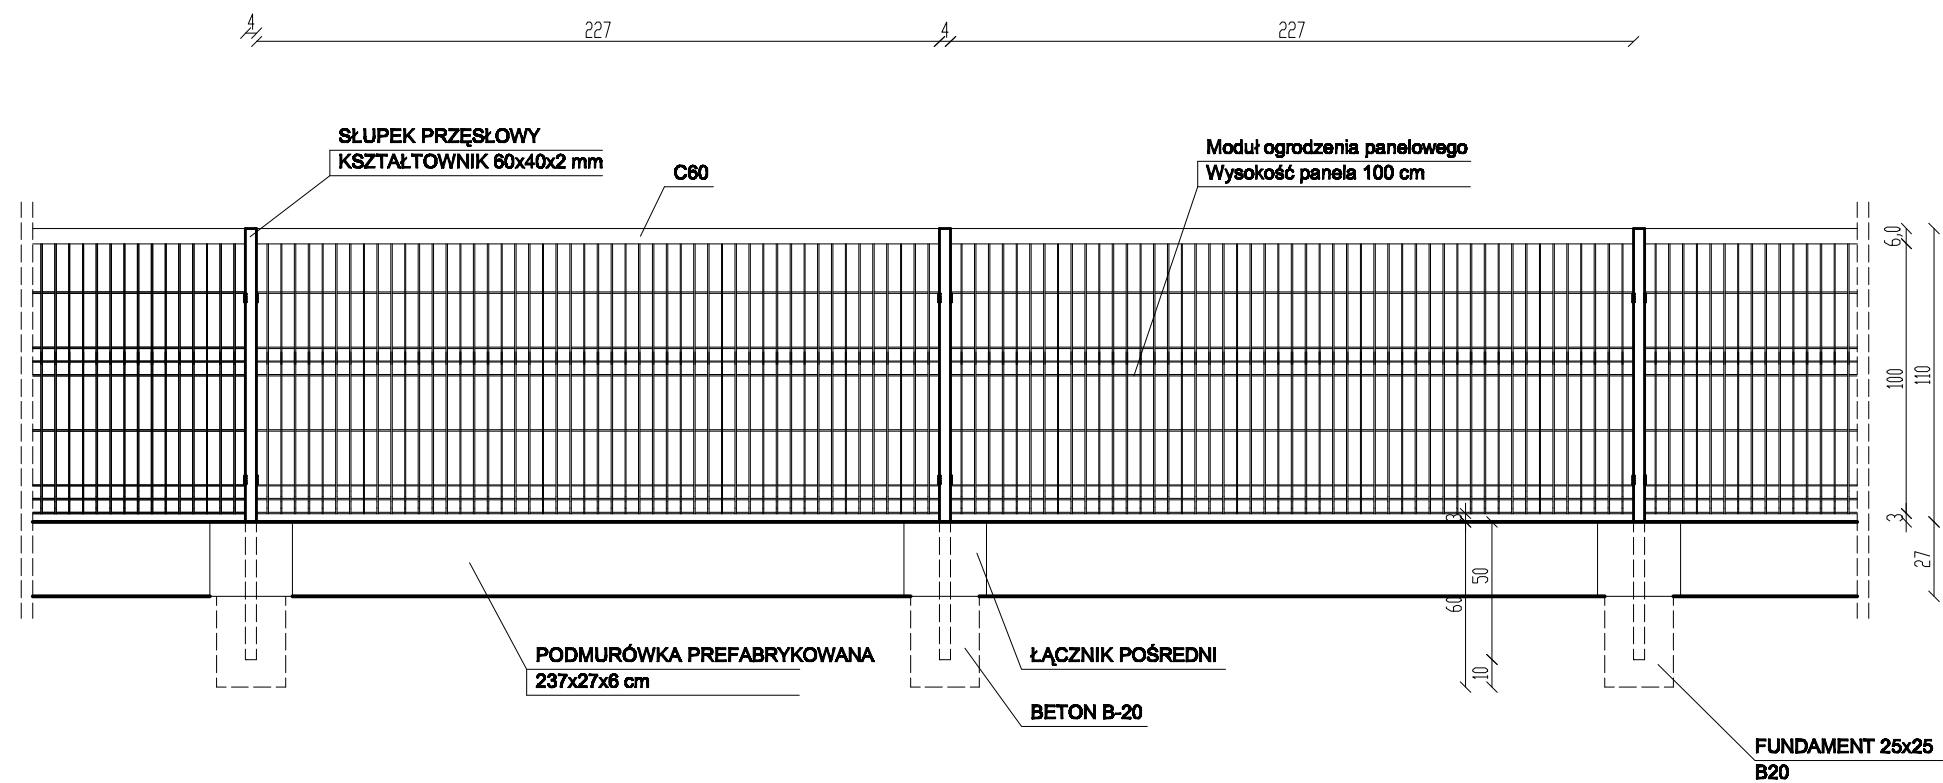 4
227
4
227
SŁUPEK PRZĘSŁOWY
KSZTAŁTOWNIK 60x40x2 mm
C60
Moduł ogrodzenia panelowego
Wysokość panela 100 cm
6,0
100
110
3
3
27
50
60
10
PODMURÓWKA PREFABRYKOWANA
237x27x6 cm
ŁĄCZNIK POŚREDNI
BETON B-20
FUNDAMENT 25x25
B20